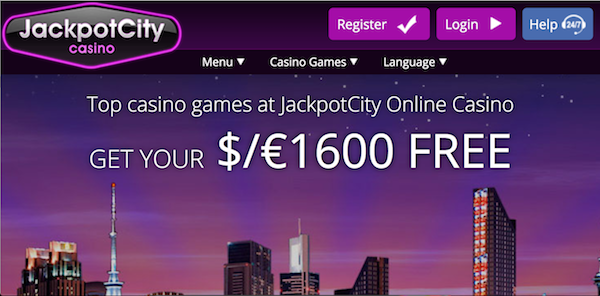 JackpotCity
casino
Register
Login
Help 24/7
Menu ▼ Casino Games ▼ Language ▼
Top casino games at JackpotCity Online Casino
GET YOUR $/€1600 FREE